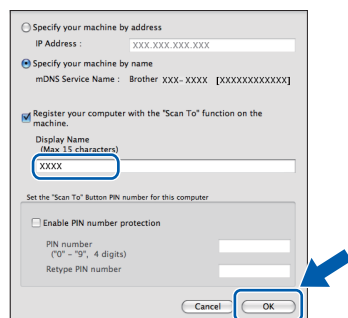 Specify your machine by address
IP Address : XXX.XXX.XXX.XXX
Specify your machine by name
mDNS Service Name : Brother XXX-XXXX [XXXXXXXXXXXX]
Register your computer with the "Scan To" function on the
machine.
Display Name
(Max 15 characters)
XXXX
Set the "Scan To" Button PIN number for this computer
Enable PIN number protection
PIN number
("0" – "9", 4 digits)
Retype PIN number
Cancel OK